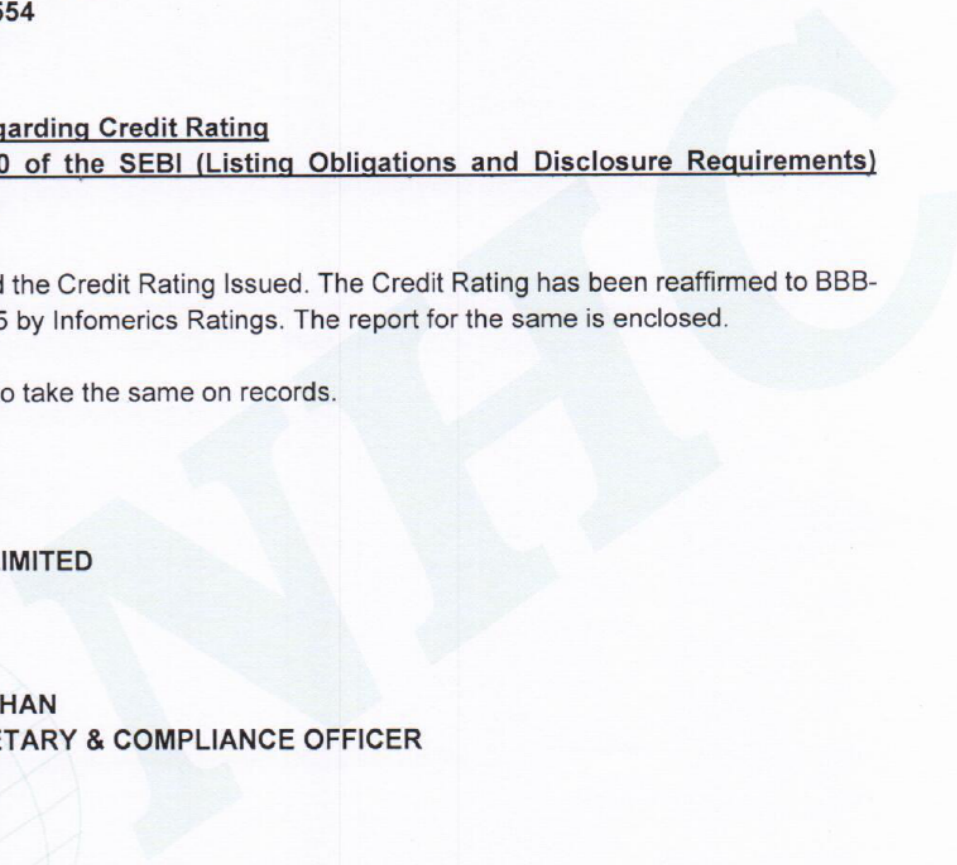 554
garding Credit Rating
0 of the SEBI (Listing Obligations and Disclosure Requirements)
d the Credit Rating Issued. The Credit Rating has been reaffirmed to BBB-
5 by Infomerics Ratings. The report for the same is enclosed.
o take the same on records.
LIMITED
HAN
ETARY & COMPLIANCE OFFICER
NHC